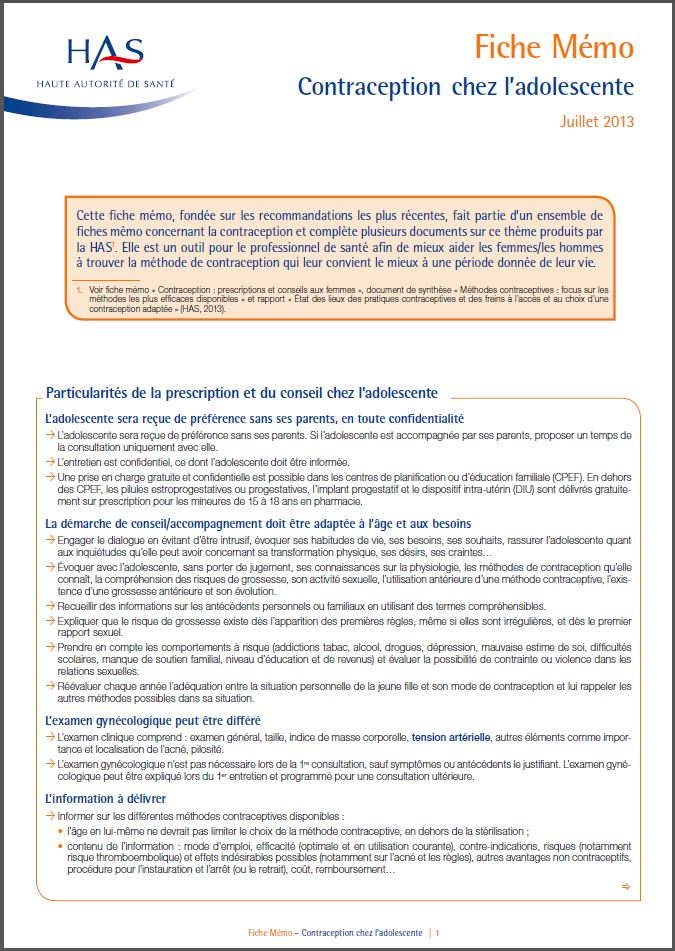 HAS
HAUTE AUTORITÉ DE SANTÉ
Fiche Mémo
Contraception chez l'adolescente
Juillet 2013
Cette fiche mémo, fondée sur les recommandations les plus récentes, fait partie d'un ensemble de
fiches mémo concernant la contraception et complète plusieurs documents sur ce thème produits par
la HAS1. Elle est un outil pour le professionnel de santé afin de mieux aider les femmes/les hommes
à trouver la méthode de contraception qui leur convient le mieux à une période donnée de leur vie.
1. Voir fiche mémo « Contraception : prescriptions et conseils aux femmes », document de synthèse « Méthodes contraceptives : focus sur les
méthodes les plus efficaces disponibles » et rapport « État des lieux des pratiques contraceptives et des freins à l'accès et au choix d'une
contraception adaptée » (HAS, 2013).
Particularités de la prescription et du conseil chez l'adolescente
L'adolescente sera reçue de préférence sans ses parents, en toute confidentialité
→ L'adolescente sera reçue de préférence sans ses parents. Si l'adolescente est accompagnée par ses parents, proposer un temps de
la consultation uniquement avec elle.
→ L'entretien est confidentiel, ce dont l'adolescente doit être informée.
→ Une prise en charge gratuite et confidentielle est possible dans les centres de planification ou d'éducation familiale (CPEF). En dehors
des CPEF, les pilules estroprogestatives ou progestatives, l'implant progestatif et le dispositif intra-utérin (DIU) sont délivrés gratuite-
ment sur prescription pour les mineures de 15 à 18 ans en pharmacie.
La démarche de conseil/accompagnement doit être adaptée à l'âge et aux besoins
→ Engager le dialogue en évitant d'être intrusif, évoquer ses habitudes de vie, ses besoins, ses souhaits, rassurer l'adolescente quant
aux inquiétudes qu'elle peut avoir concernant sa transformation physique, ses désirs, ses craintes…
→ Évoquer avec l'adolescente, sans porter de jugement, ses connaissances sur la physiologie, les méthodes de contraception qu'elle
connaît, la compréhension des risques de grossesse, son activité sexuelle, l'utilisation antérieure d'une méthode contraceptive, l'exis-
tence d'une grossesse antérieure et son évolution.
→ Recueillir des informations sur les antécédents personnels ou familiaux en utilisant des termes compréhensibles.
→ Expliquer que le risque de grossesse existe dès l'apparition des premières règles, même si elles sont irrégulières, et dès le premier
rapport sexuel.
→ Prendre en compte les comportements à risque (addictions tabac, alcool, drogues, dépression, mauvaise estime de soi, difficultés
scolaires, manque de soutien familial, niveau d'éducation et de revenus) et évaluer la possibilité de contrainte ou violence dans les
relations sexuelles.
→ Réévaluer chaque année l'adéquation entre la situation personnelle de la jeune fille et son mode de contraception et lui rappeler les
autres méthodes possibles dans sa situation.
L'examen gynécologique peut être différé
→ L'examen clinique comprend : examen général, taille, indice de masse corporelle, tension artérielle, autres éléments comme impor-
tance et localisation de l'acné, pilosité.
→ L'examen gynécologique n'est pas nécessaire lors de la 1re consultation, sauf symptômes ou antécédents le justifiant. L'examen gyné-
cologique peut être expliqué lors du 1er entretien et programmé pour une consultation ultérieure.
L'information à délivrer
→ Informer sur les différentes méthodes contraceptives disponibles :
• l'âge en lui-même ne devrait pas limiter le choix de la méthode contraceptive, en dehors de la stérilisation ;
• contenu de l'information : mode d'emploi, efficacité (optimale et en utilisation courante), contre-indications, risques (notamment
risque thromboembolique) et effets indésirables possibles (notamment sur l'acné et les règles), autres avantages non contraceptifs,
procédure pour l'instauration et l'arrêt (ou le retrait), coût, remboursement…
Fiche Mémo – Contraception chez l'adolescente | 1